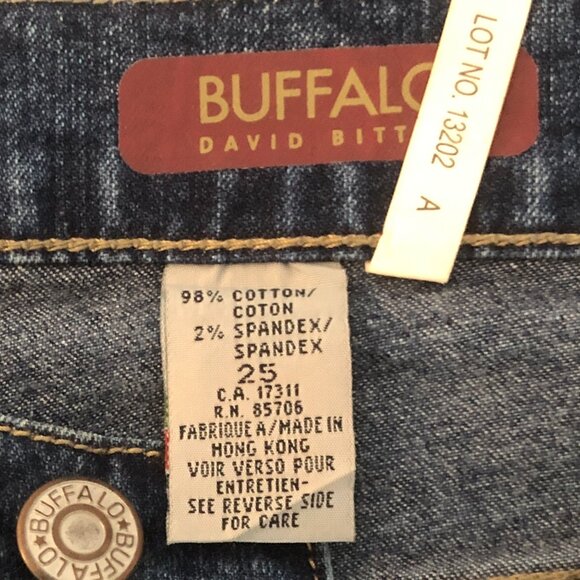 BUFFALO
DAVID BITT
LOT NO. 13202 A
98% COTTON/
COTON
2% SPANDEX/
SPANDEX
25
C.A. 17311
R.N. 85706
FABRIQUE A/MADE IN
HONG KONG
VOIR VERSO POUR
ENTRETIEN-
SEE REVERSE SIDE
FOR CARE
BUFFALO★BUFFALO★